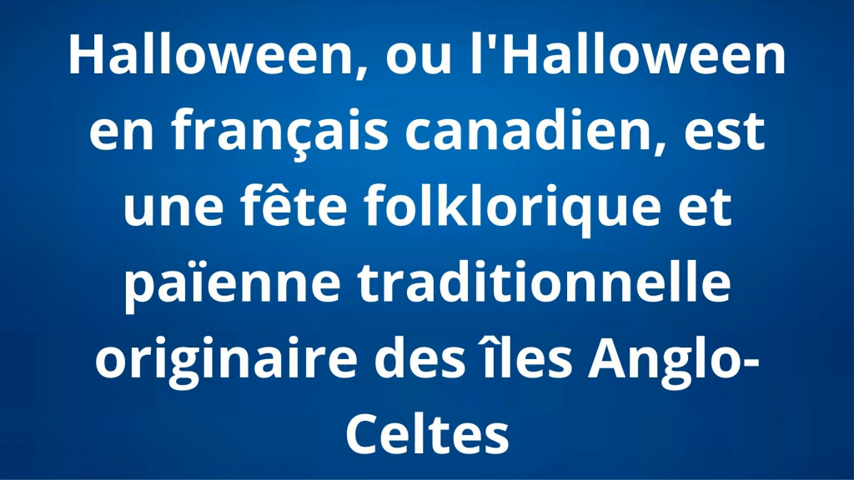 Halloween, ou l'Halloween
en français canadien, est
une fête folklorique et
païenne traditionnelle
originaire des îles Anglo-
Celtes